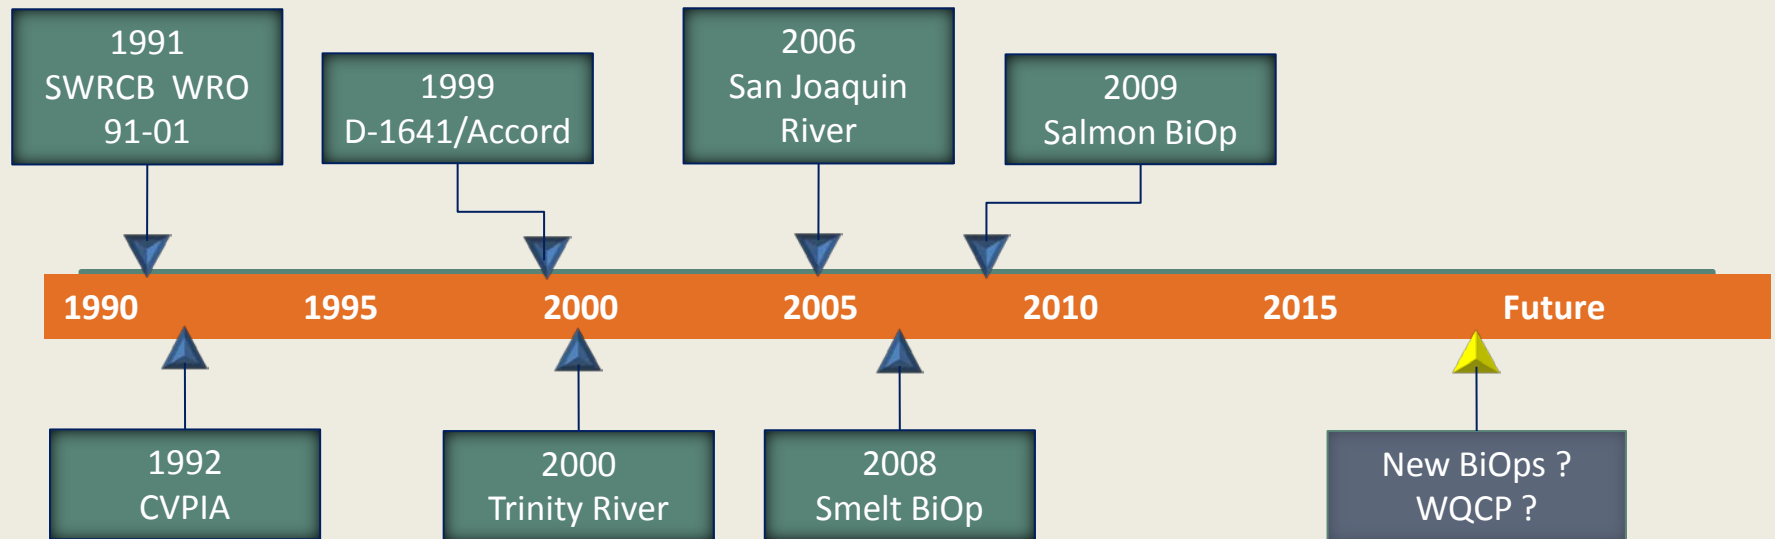 1991
SWRCB WRO
91-01
1999
D-1641/Accord
2006
San Joaquin
River
2009
Salmon BiOp
1990 1995 2000 2005 2010 2015 Future
1992
CVPIA
2000
Trinity River
2008
Smelt BiOp
New BiOps ?
WQCP ?